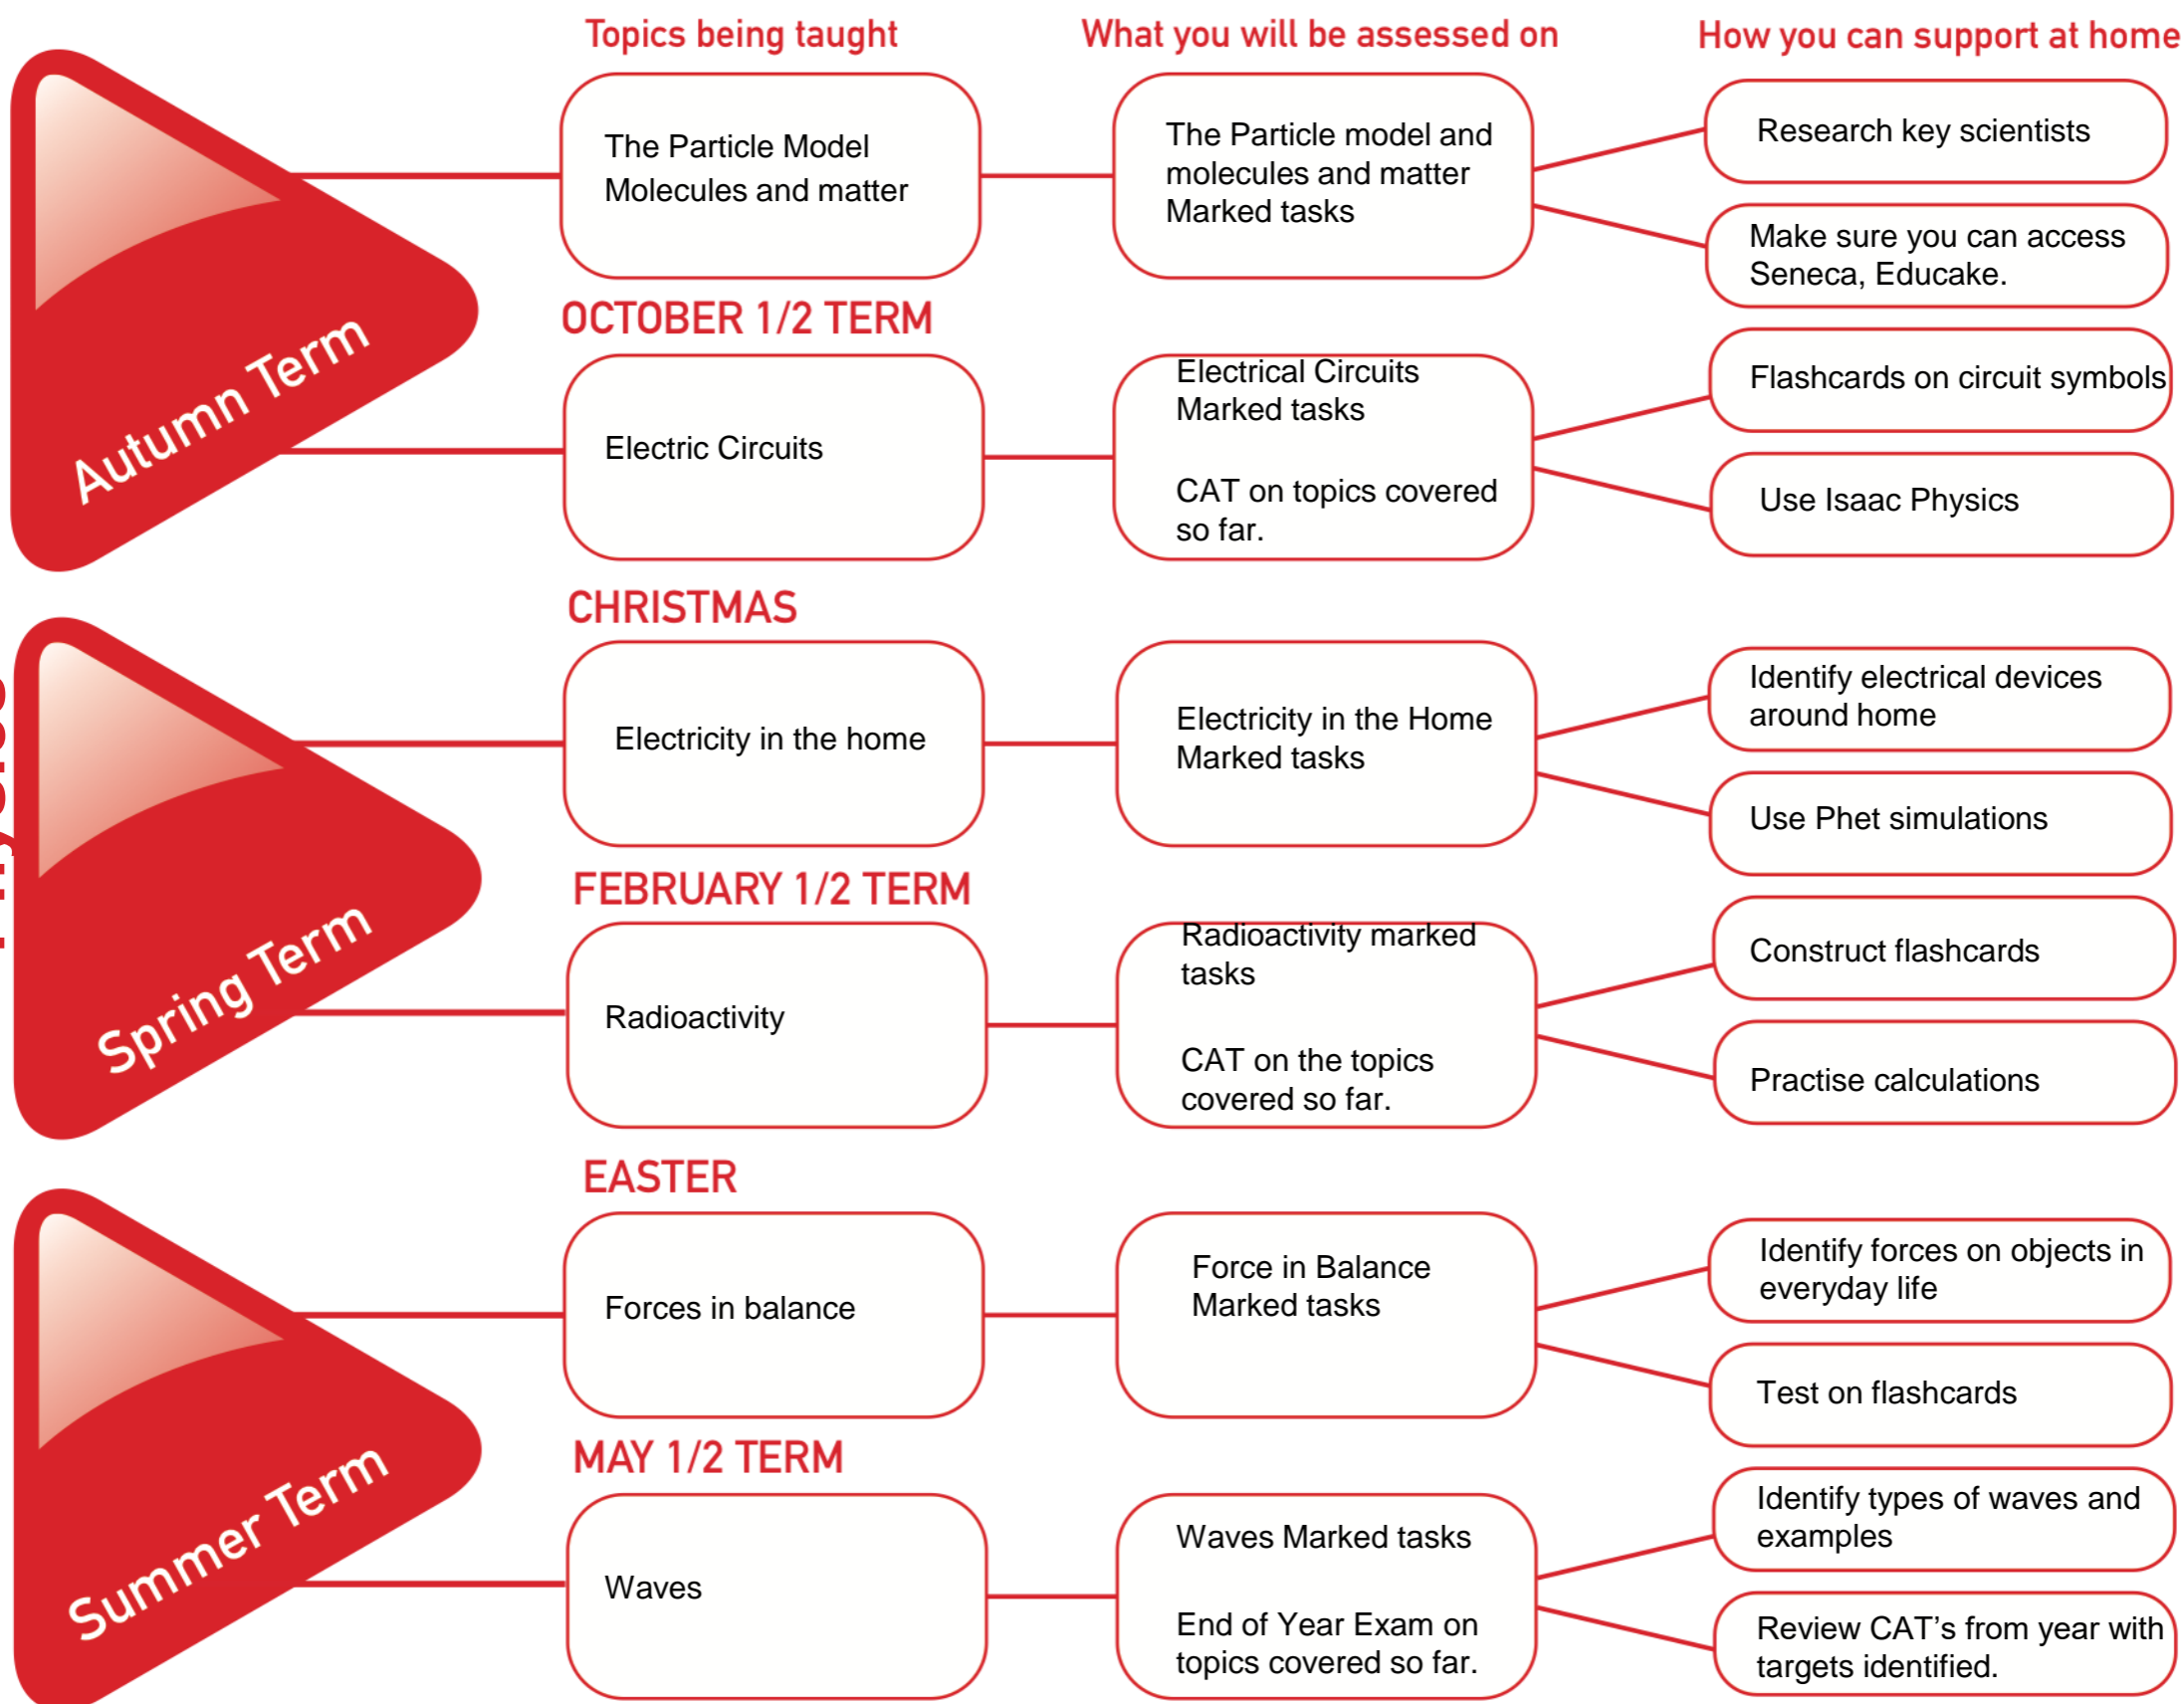 Topics being taught
What you will be assessed on
How you can support at home
Autumn Term
The Particle Model
Molecules and matter
The Particle model and
molecules and matter
Marked tasks
Research key scientists
Make sure you can access
Seneca, Educake.
OCTOBER 1/2 TERM
Electric Circuits
Electrical Circuits
Marked tasks
CAT on topics covered
so far.
Flashcards on circuit symbols
Use Isaac Physics
CHRISTMAS
Spring Term
Electricity in the home
Electricity in the Home
Marked tasks
Identify electrical devices
around home
Use Phet simulations
FEBRUARY 1/2 TERM
Radioactivity
Radioactivity marked
tasks
CAT on the topics
covered so far.
Construct flashcards
Practise calculations
EASTER
Summer Term
Forces in balance
Force in Balance
Marked tasks
Identify forces on objects in
everyday life
Test on flashcards
MAY 1/2 TERM
Waves
Waves Marked tasks
End of Year Exam on
topics covered so far.
Identify types of waves and
examples
Review CAT's from year with
targets identified.